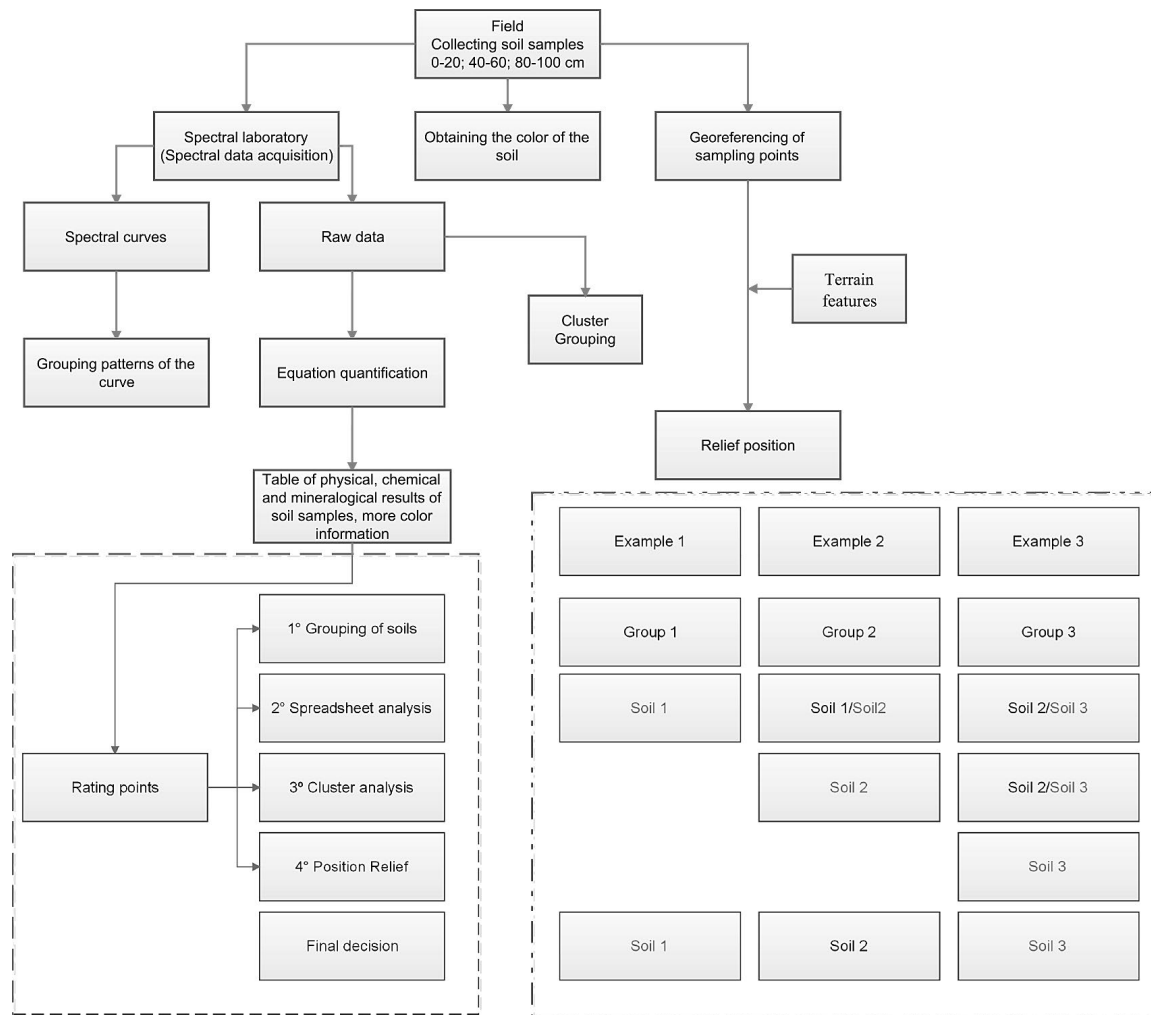 Field
Collecting soil samples
0-20; 40-60; 80-100 cm
Spectral laboratory
(Spectral data acquisition)
Obtaining the color of the
soil
Georeferencing of
sampling points
Spectral curves
Raw data
Terrain
features
Cluster
Grouping
Grouping patterns of the
curve
Equation quantification
Relief position
Table of physical, chemical
and mineralogical results of
soil samples, more color
information
Example 1
Example 2
Example 3
1° Grouping of soils
Group 1
Group 2
Group 3
2° Spreadsheet analysis
Soil 1
Soil 1/Soil2
Soil 2/Soil 3
Rating points
3º Cluster analysis
Soil 2
Soil 2/Soil 3
4° Position Relief
Soil 3
Final decision
Soil 1
Soil 2
Soil 3